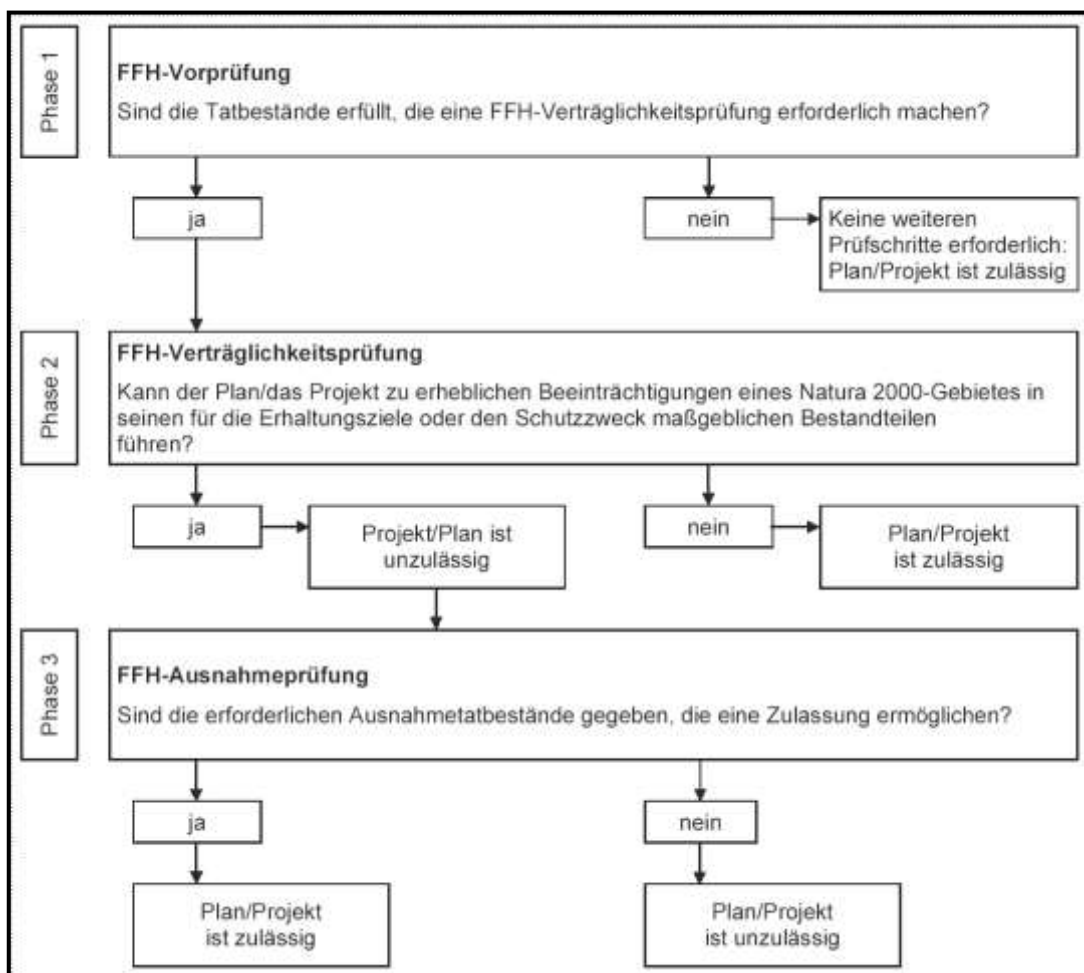 Phase 1
FFH-Vorprüfung
Sind die Tatbestände erfüllt, die eine FFH-Verträglichkeitsprüfung erforderlich machen?
ja
nein
Keine weiteren
Prüfschritte erforderlich:
Plan/Projekt ist zulässig
Phase 2
FFH-Verträglichkeitsprüfung
Kann der Plan/das Projekt zu erheblichen Beeinträchtigungen eines Natura 2000-Gebietes in
seinen für die Erhaltungsziele oder den Schutzzweck maßgeblichen Bestandteilen
führen?
ja
Projekt/Plan ist
unzulässig
nein
Plan/Projekt
ist zulässig
Phase 3
FFH-Ausnahmeprüfung
Sind die erforderlichen Ausnahmetatbestände gegeben, die eine Zulassung ermöglichen?
ja
nein
Plan/Projekt
ist zulässig
Plan/Projekt
ist unzulässig